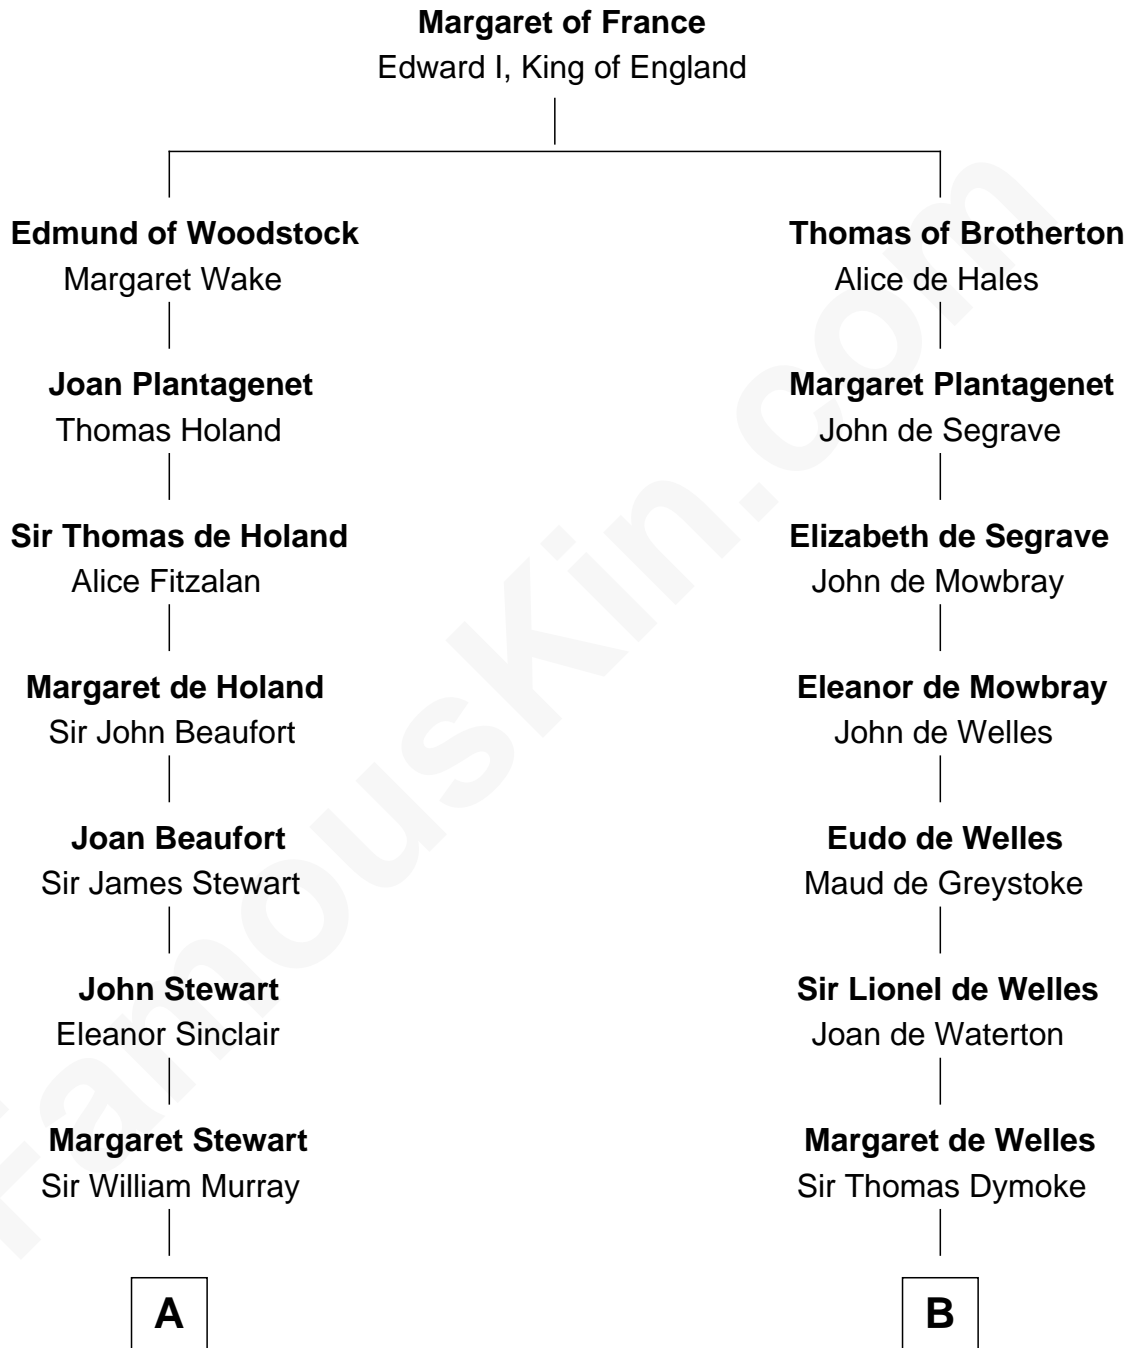 Margaret of France
Edward I, King of England
Edmund of Woodstock
Margaret Wake
Joan Plantagenet
Thomas Holand
Sir Thomas de Holand
Alice Fitzalan
Margaret de Holand
Sir John Beaufort
Joan Beaufort
Sir James Stewart
John Stewart
Eleanor Sinclair
Margaret Stewart
Sir William Murray
A
Thomas of Brotherton
Alice de Hales
Margaret Plantagenet
John de Segrave
Elizabeth de Segrave
John de Mowbray
Eleanor de Mowbray
John de Welles
Eudo de Welles
Maud de Greystoke
Sir Lionel de Welles
Joan de Waterton
Margaret de Welles
Sir Thomas Dymoke
B
FamousKin.com